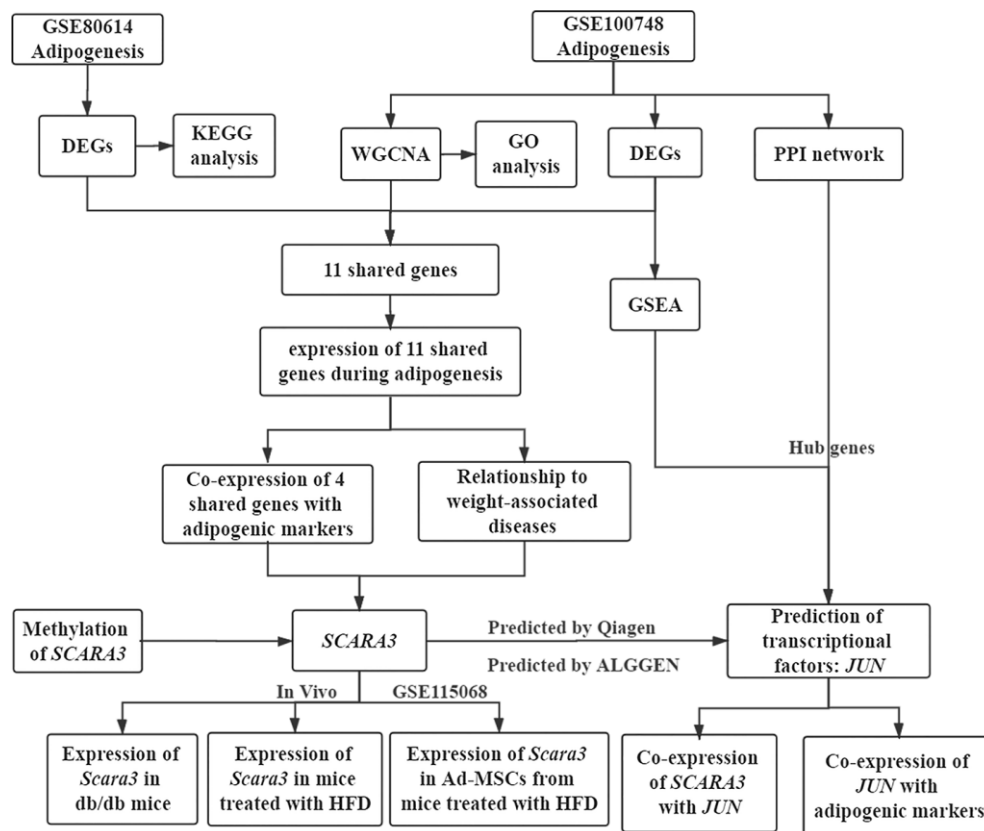 GSE80614
Adipogenesis
GSE100748
Adipogenesis
DEGs
KEGG
analysis
WGCNA
GO
analysis
DEGs
PPI network
11 shared genes
GSEA
expression of 11 shared
genes during adipogenesis
Hub genes
Co-expression of 4
shared genes with
adipogenic markers
Relationship to
weight-associated
diseases
Methylation
of SCARA3
SCARA3
Predicted by Qiagen
Predicted by ALGGEN
Prediction of
transcriptional
factors: JUN
In Vivo
GSE115068
Expression of
Scara3 in
db/db mice
Expression of
Scara3 in mice
treated with HFD
Expression of Scara3
in Ad-MSCs from
mice treated with HFD
Co-expression
of SCARA3
with JUN
Co-expression of
JUN with
adipogenic markers